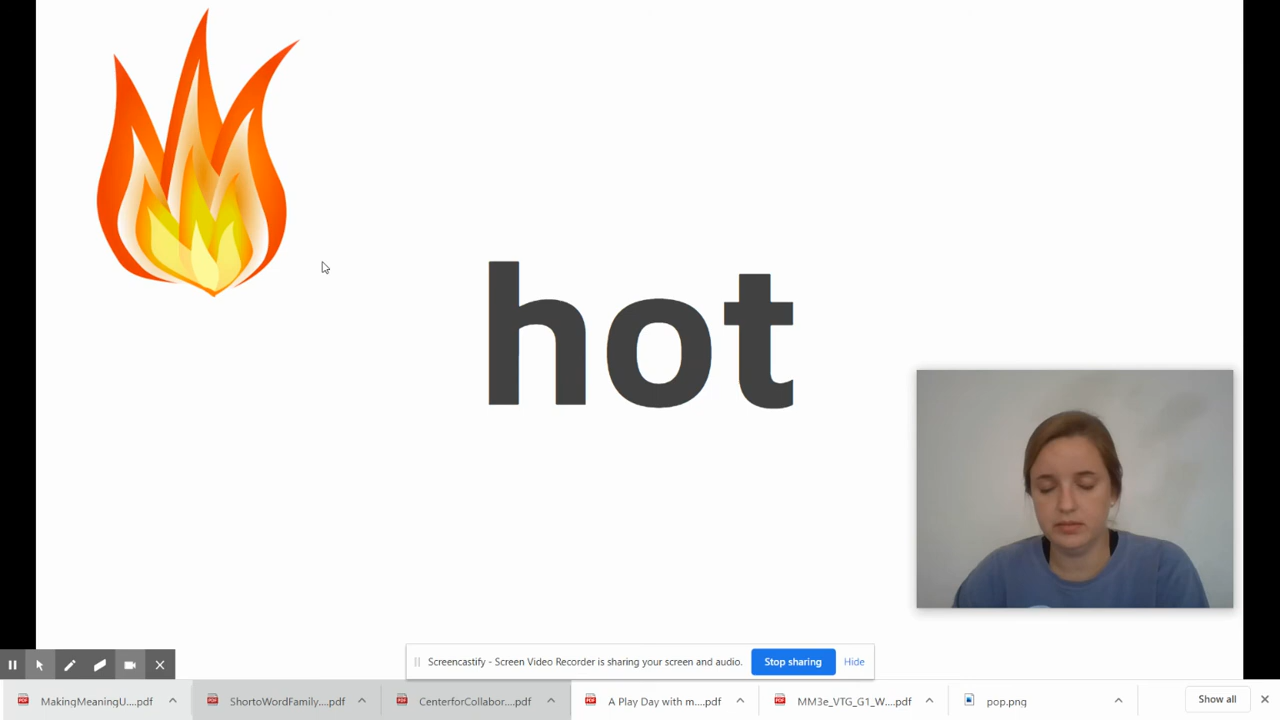 hot
Screencastify - Screen Video Recorder is sharing your screen and audio.
Stop sharing
Hide
MakingMeaningU....pdf
ShortoWordFamily....pdf
CenterforCollabor....pdf
A Play Day with m....pdf
MM3e_VTG_G1_W....pdf
pop.png
Show all